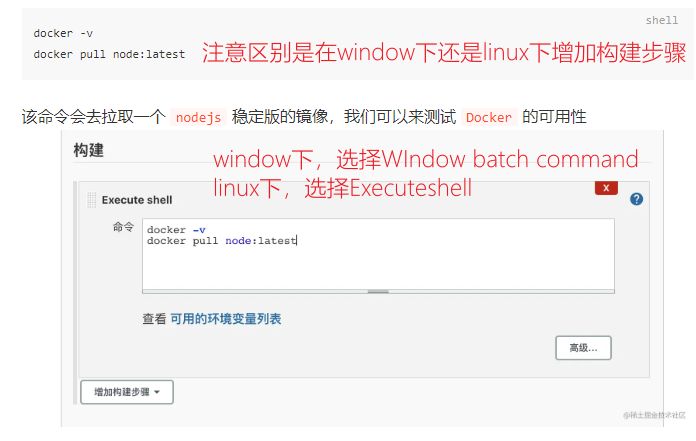 shell
docker -v
docker pull node:latest
注意区别是在window下还是linux下增加构建步骤
该命令会去拉取一个 nodejs 稳定版的镜像，我们可以来测试 Docker 的可用性
构建
window下，选择WIndow batch command
linux下，选择Executeshell
X
Execute shell
?
命令
docker -v
docker pull node:latest
查看 可用的环境变量列表
高级...
增加构建步骤
@稀土掘金技术社区